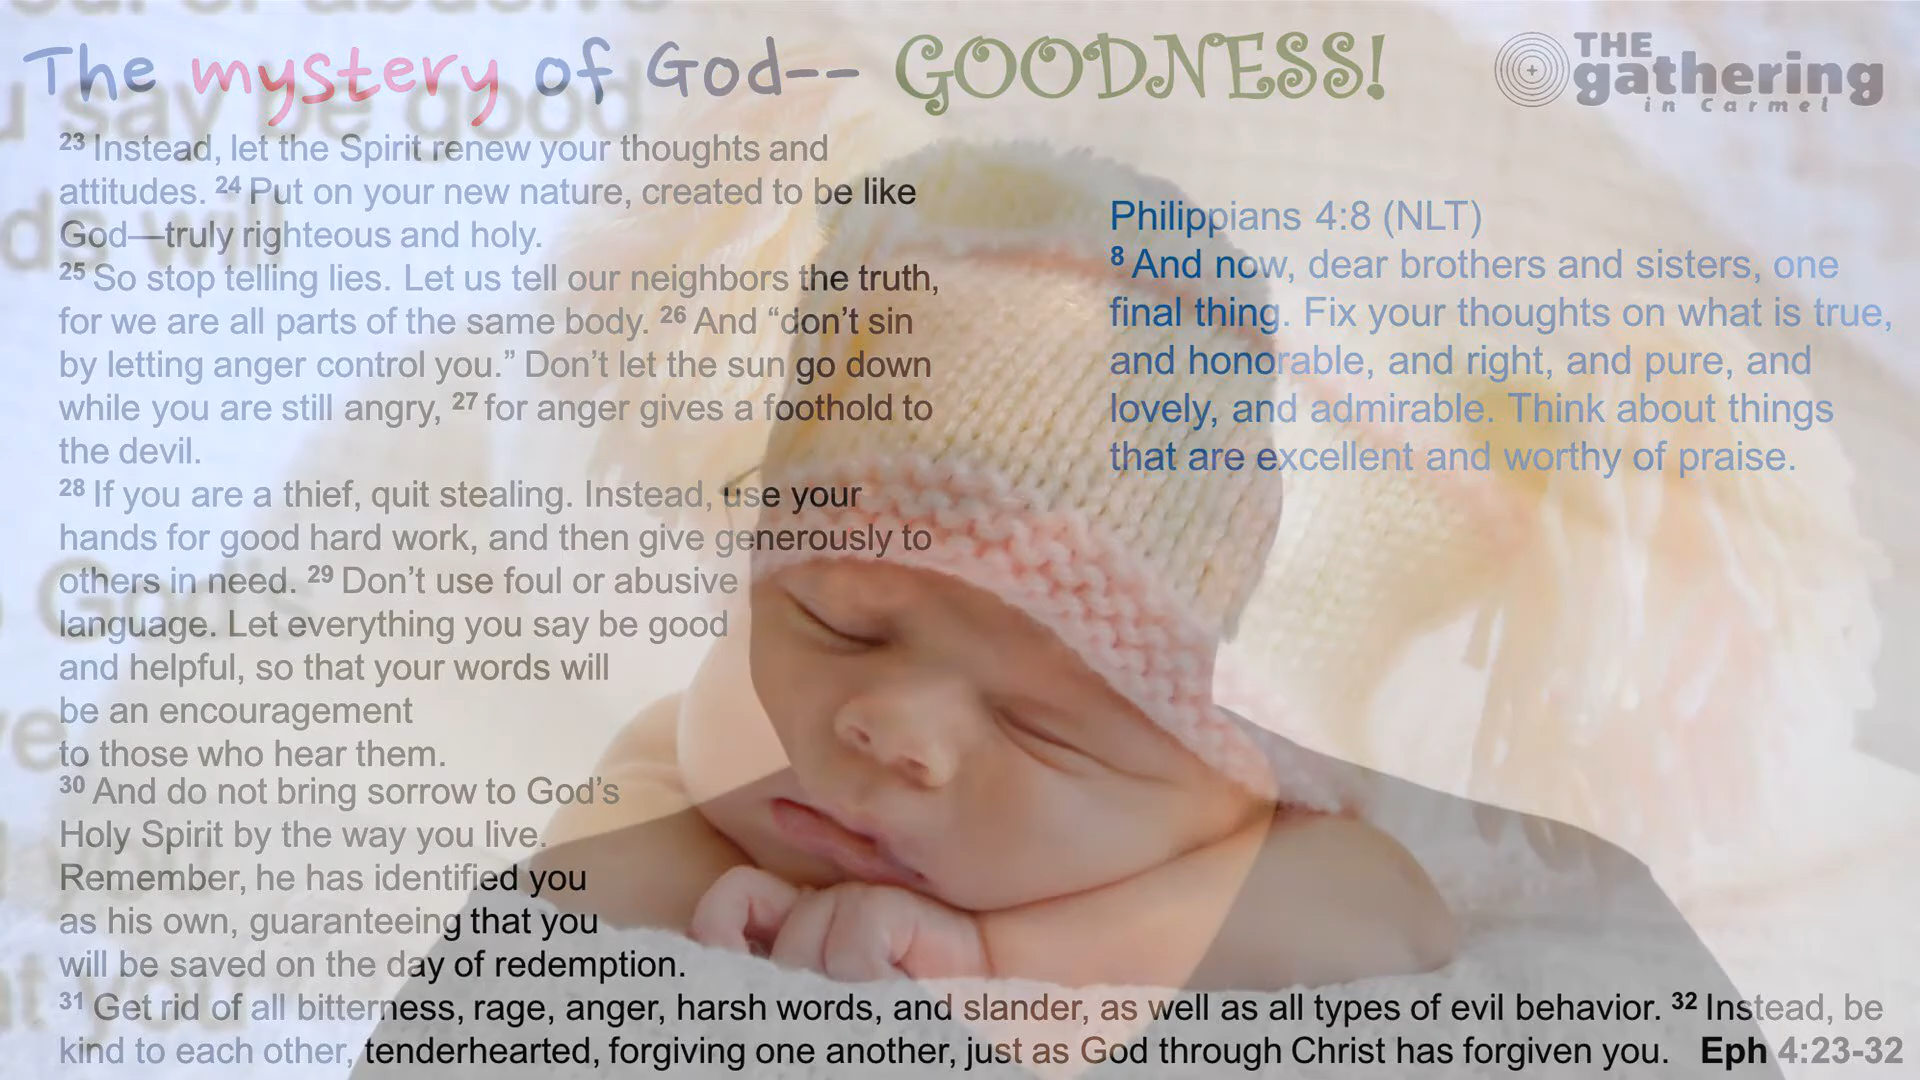 The mystery of God-- GOODNESS!
THE
gathering
in Carmel
23 Instead, let the Spirit renew your thoughts and
attitudes. 24 Put on your new nature, created to be like
God—truly righteous and holy.
25 So stop telling lies. Let us tell our neighbors the truth,
for we are all parts of the same body. 26 And “don’t sin
by letting anger control you.” Don’t let the sun go down
while you are still angry, 27 for anger gives a foothold to
the devil.
28 If you are a thief, quit stealing. Instead, use your
hands for good hard work, and then give generously to
others in need. 29 Don’t use foul or abusive
language. Let everything you say be good
and helpful, so that your words will
be an encouragement
to those who hear them.
30 And do not bring sorrow to God’s
Holy Spirit by the way you live.
Remember, he has identified you
as his own, guaranteeing that you
will be saved on the day of redemption.
31 Get rid of all bitterness, rage, anger, harsh words, and slander, as well as all types of evil behavior. 32 Instead, be
kind to each other, tenderhearted, forgiving one another, just as God through Christ has forgiven you. Eph 4:23-32
Philippians 4:8 (NLT)
8 And now, dear brothers and sisters, one
final thing. Fix your thoughts on what is true,
and honorable, and right, and pure, and
lovely, and admirable. Think about things
that are excellent and worthy of praise.